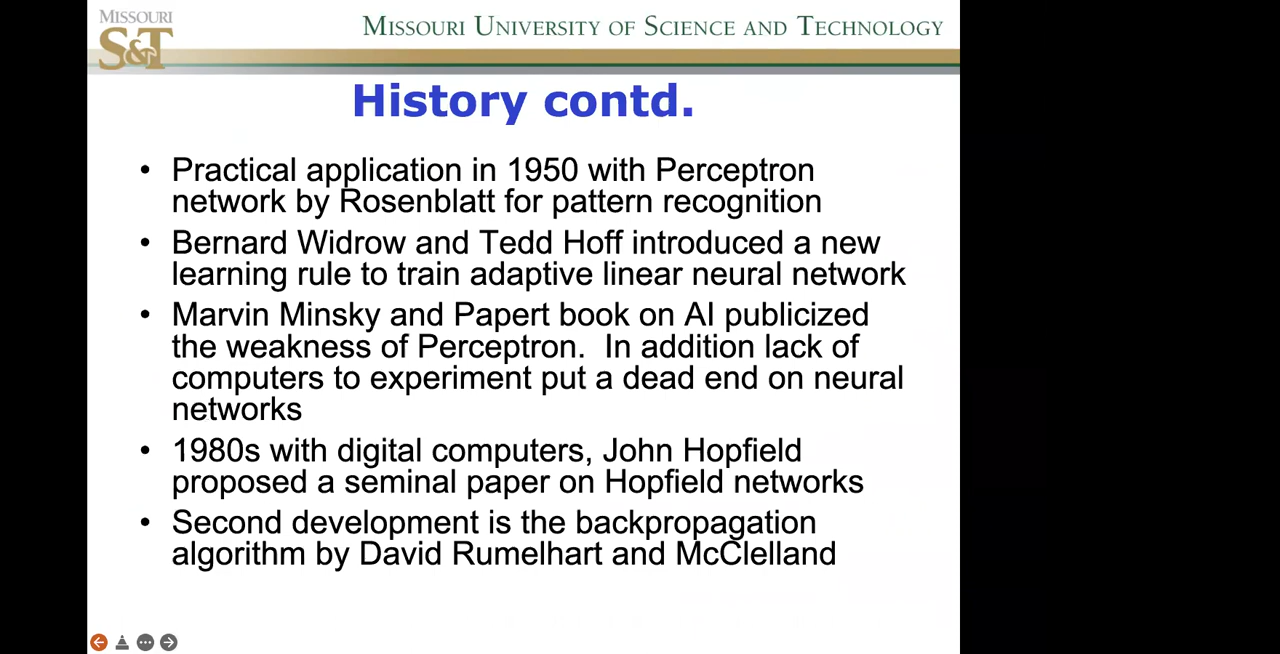 MISSOURI
S&T
MISSOURI UNIVERSITY OF SCIENCE AND TECHNOLOGY
History contd.
• Practical application in 1950 with Perceptron
network by Rosenblatt for pattern recognition
• Bernard Widrow and Tedd Hoff introduced a new
learning rule to train adaptive linear neural network
• Marvin Minsky and Papert book on AI publicized
the weakness of Perceptron.  In addition lack of
computers to experiment put a dead end on neural
networks
• 1980s with digital computers, John Hopfield
proposed a seminal paper on Hopfield networks
• Second development is the backpropagation
algorithm by David Rumelhart and McClelland